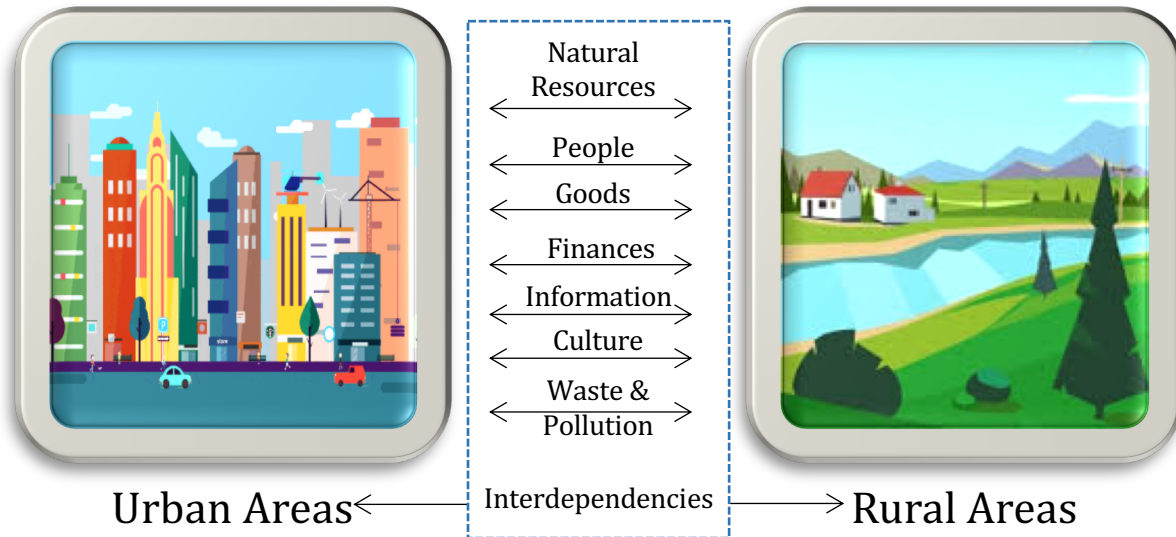 Natural
Resources
People
Goods
Finances
Information
Culture
Waste &
Pollution
Urban Areas
Interdependencies
Rural Areas
P